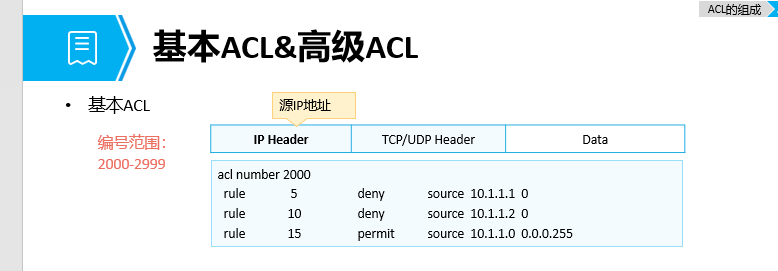 ACL的组成
基本ACL&高级ACL
• 基本ACL
源IP地址
编号范围：
2000-2999
IP Header TCP/UDP Header Data
acl number 2000
rule 5 deny source 10.1.1.1 0
rule 10 deny source 10.1.1.2 0
rule 15 permit source 10.1.1.0 0.0.0.255